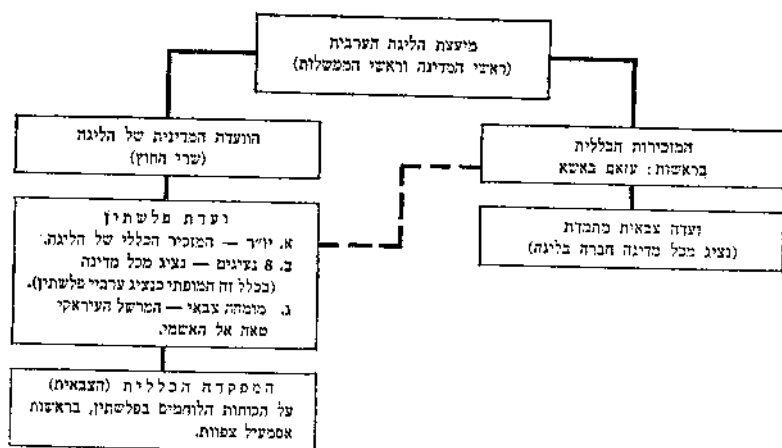 מועצת הליגה הערבית
(ראשי המדינה וראשי הממשלות)
הוועדה המדינית של הליגה
(שרי החוץ)
המזכירות הכללית
בראשות: עזאם באשא
ועדת פלשתין
א. יו״ר — המזכיר הכללי של הליגה.
ב. 8 נציגים — נציג מכל מדינה
(בכלל זה המופתי כנציג ערביי פלשתין).
ג. מומחה צבאי — המרשל העיראקי
טאהא אל האשמי.
ועדה צבאית מתמדת
(נציג מכל מדינה חברה בליגה)
המפקדה הכללית (הצבאית)
על הכוחות הלוחמים בפלשתין, בראשות
אסמעיל צפוות.